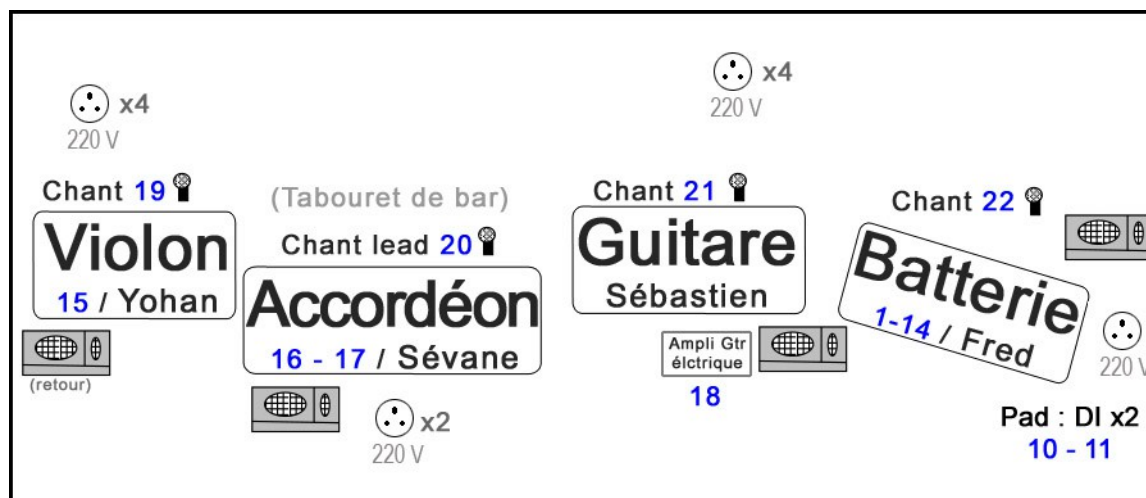 x4
220 V
x4
220 V
Chant 19
Violon
15 / Yohan
(retour)
(Tabouret de bar)
Chant lead 20
Accordéon
16 - 17 / Sévane
x2
220 V
Chant 21
Guitare
Sébastien
Ampli Gtr
élctrique
18
Chant 22
Batterie
1-14 / Fred
220 V
Pad : DI x2
10 - 11